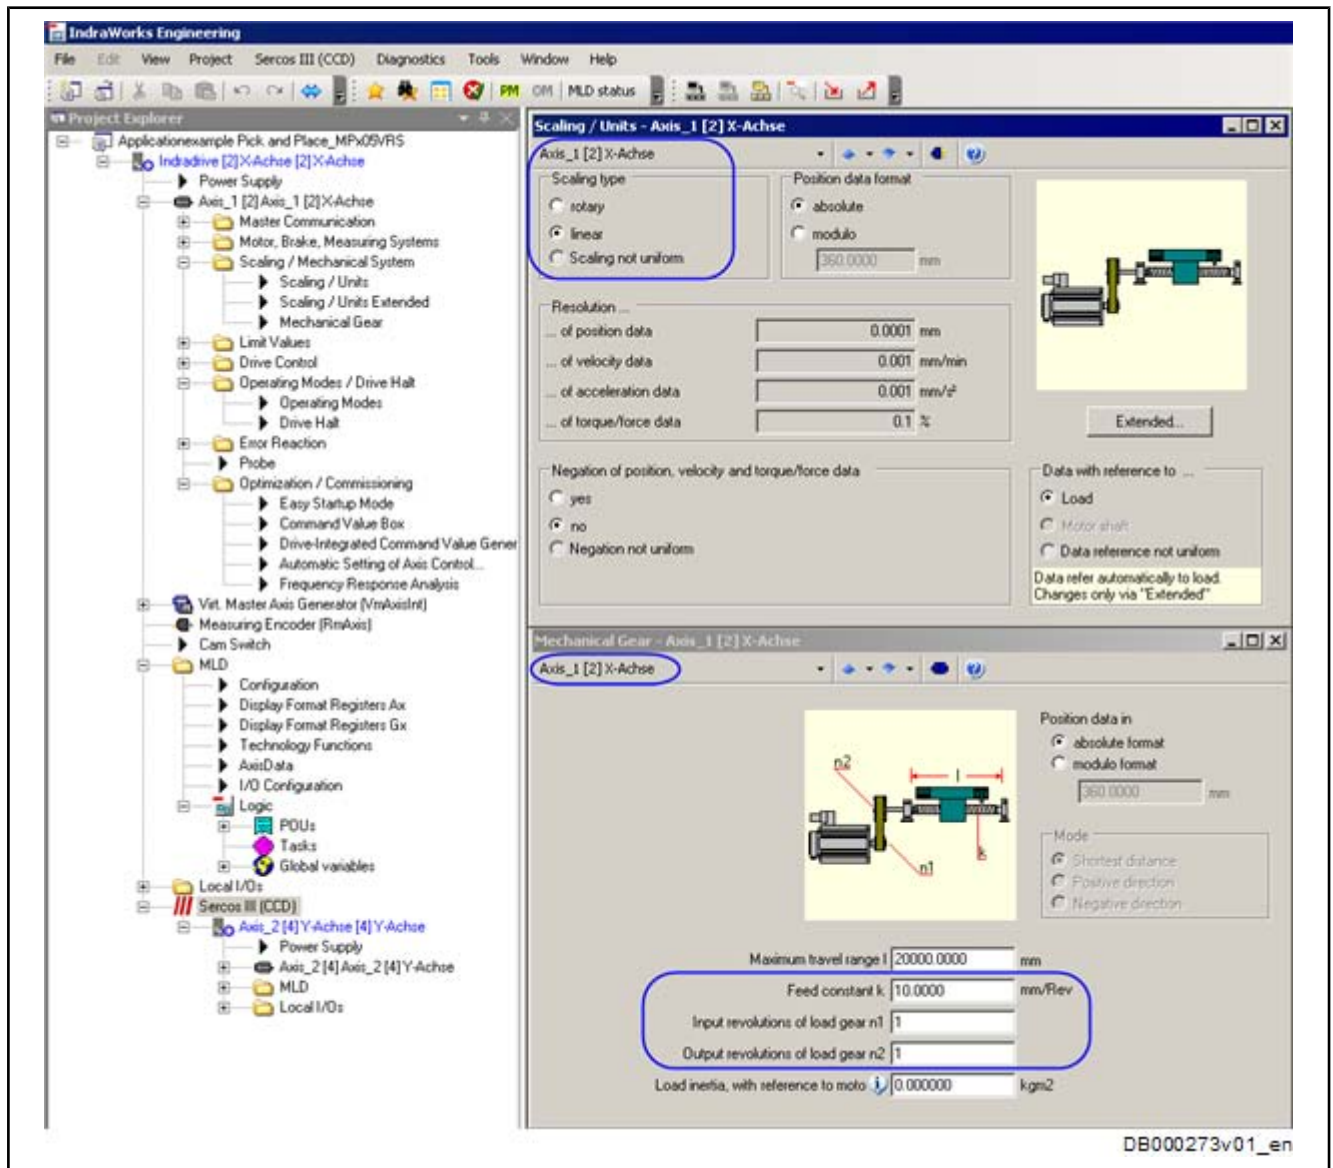 IndraWorks Engineering
File Edit View Project Sercos III (CCD) Diagnostics Tools Window Help
PM OM MLD status
Project Explorer
Applicationexample Pick and Place_MPx05VRS
Indradrive [2] X-Achse [2] X-Achse
Power Supply
Axis_1 [2] Axis_1 [2] X-Achse
Master Communication
Motor, Brake, Measuring Systems
Scaling / Mechanical System
Scaling / Units
Scaling / Units Extended
Mechanical Gear
Limit Values
Drive Control
Operating Modes / Drive Halt
Operating Modes
Drive Halt
Error Reaction
Probe
Optimization / Commissioning
Easy Startup Mode
Command Value Box
Drive-Integrated Command Value Gener
Automatic Setting of Axis Control...
Frequency Response Analysis
Virt. Master Axis Generator (VmAxisInt)
Measuring Encoder (RmAxis)
Cam Switch
MLD
Configuration
Display Format Registers Ax
Display Format Registers Gx
Technology Functions
AxisData
I/O Configuration
Logic
POUs
Tasks
Global variables
Local I/Os
Sercos III (CCD)
Axis_2 [4] Y-Achse [4] Y-Achse
Power Supply
Axis_2 [4] Axis_2 [4] Y-Achse
MLD
Local I/Os
Scaling / Units - Axis_1 [2] X-Achse
Axis_1 [2] X-Achse
Scaling type
rotary
linear
Scaling not uniform
Position data format
absolute
modulo
360.0000 mm
Resolution ...
... of position data 0.0001 mm
... of velocity data 0.001 mm/min
... of acceleration data 0.001 mm/s²
... of torque/force data 0.1 %
Extended...
Negation of position, velocity and torque/force data
yes
no
Negation not uniform
Data with reference to ...
Load
Motor shaft
Data reference not uniform
Data refer automatically to load.
Changes only via "Extended"
Mechanical Gear - Axis_1 [2] X-Achse
Axis_1 [2] X-Achse
n2
l
n1
k
Position data in
absolute format
modulo format
360.0000 mm
Mode
Shortest distance
Positive direction
Negative direction
Maximum travel range l 20000.0000 mm
Feed constant k 10.0000 mm/Rev
Input revolutions of load gear n1 1
Output revolutions of load gear n2 1
Load inertia, with reference to moto 0.000000 kgm2
DB000273v01_en